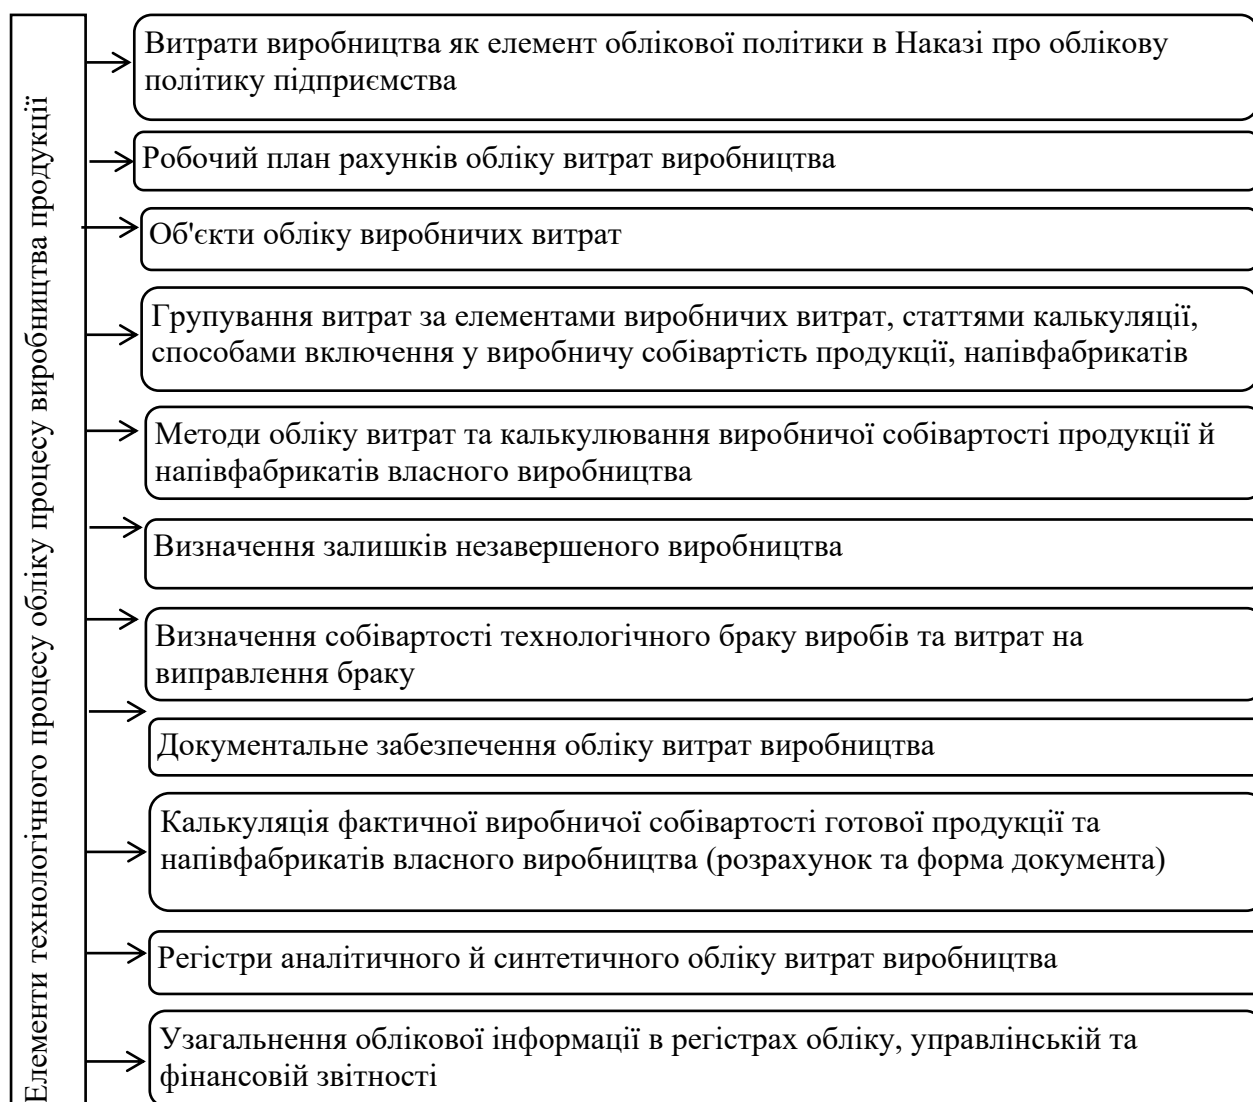 Елементи технологічного процесу обліку процесу виробництва продукції
Витрати виробництва як елемент облікової політики в Наказі про облікову
політику підприємства
Робочий план рахунків обліку витрат виробництва
Об'єкти обліку виробничих витрат
Групування витрат за елементами виробничих витрат, статтями калькуляції,
способами включення у виробничу собівартість продукції, напівфабрикатів
Методи обліку витрат та калькулювання виробничої собівартості продукції й
напівфабрикатів власного виробництва
Визначення залишків незавершеного виробництва
Визначення собівартості технологічного браку виробів та витрат на
виправлення браку
Документальне забезпечення обліку витрат виробництва
Калькуляція фактичної виробничої собівартості готової продукції та
напівфабрикатів власного виробництва (розрахунок та форма документа)
Регістри аналітичного й синтетичного обліку витрат виробництва
Узагальнення облікової інформації в регістрах обліку, управлінській та
фінансовій звітності